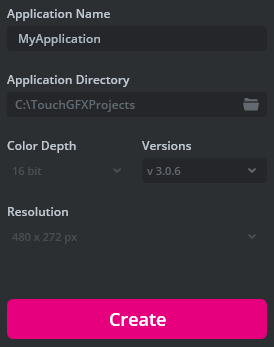 Application Name
MyApplication
Application Directory
C:\TouchGFXProjects
Color Depth
Versions
16 bit
v 3.0.6
Resolution
480 x 272 px
Create